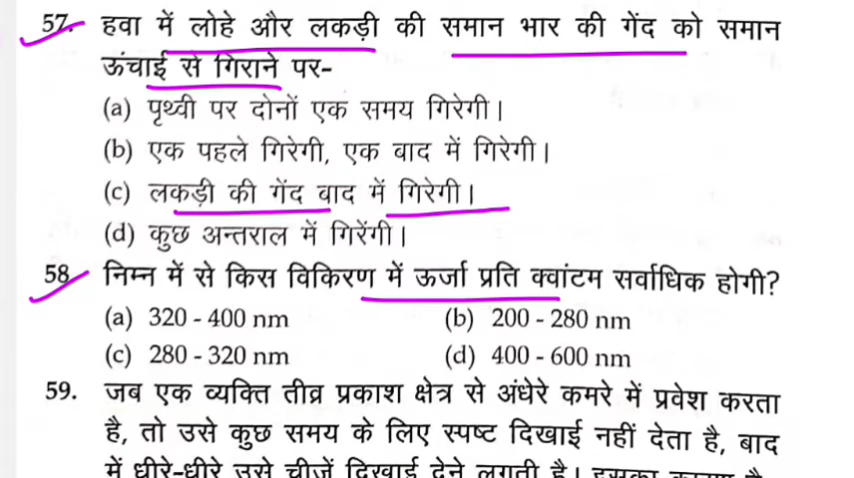 57. हवा में लोहे और लकड़ी की समान भार की गेंद को समान
ऊंचाई से गिराने पर-
(a) पृथ्वी पर दोनों एक समय गिरेगी।
(b) एक पहले गिरेगी, एक बाद में गिरेगी।
(c) लकड़ी की गेंद बाद में गिरेगी।
(d) कुछ अन्तराल में गिरेंगी।
58. निम्न में से किस विकिरण में ऊर्जा प्रति क्वांटम सर्वाधिक होगी?
(a) 320 - 400 nm (b) 200 - 280 nm
(c) 280 - 320 nm (d) 400 - 600 nm
59. जब एक व्यक्ति तीव्र प्रकाश क्षेत्र से अंधेरे कमरे में प्रवेश करता
है, तो उसे कुछ समय के लिए स्पष्ट दिखाई नहीं देता है, बाद
में धीरे-धीरे उसे चीजें दिखाई देने लगती है। इसका कारण है-